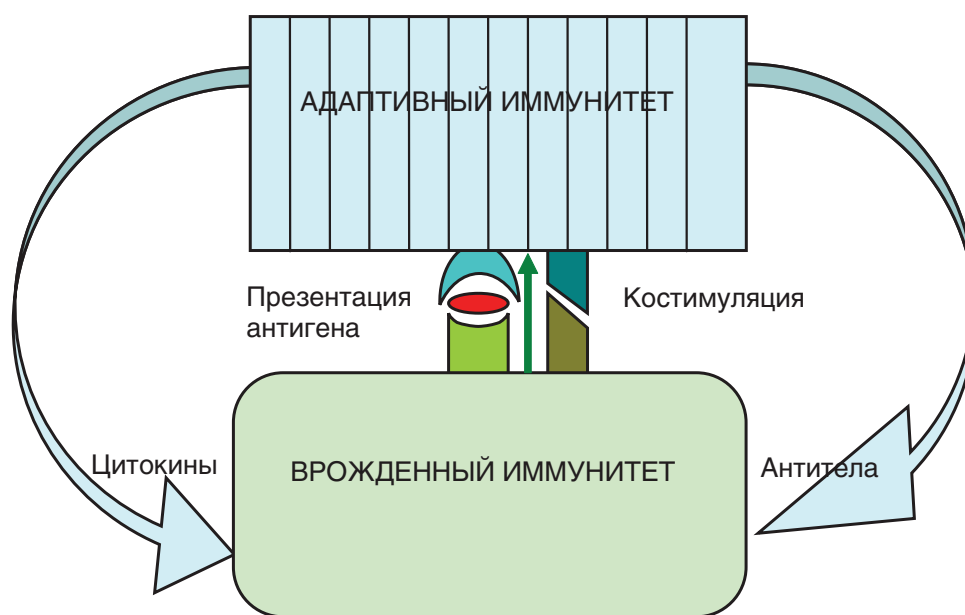 АДАПТИВНЫЙ ИММУНИТЕТ
Презентация
антигена
Костимуляция
Цитокины
ВРОЖДЕННЫЙ ИММУНИТЕТ
Антитела